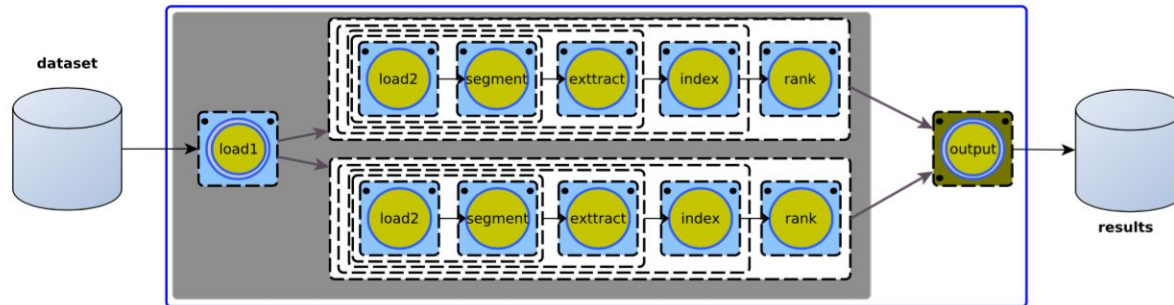 dataset
load1
load2
segment
exttract
index
rank
load2
segment
exttract
index
rank
output
results